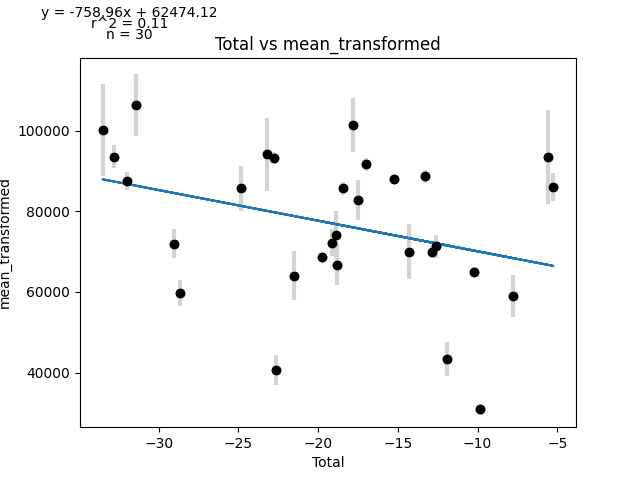 y = -758.96x + 62474.12
r^2 = 0.11
n = 30
Total vs mean_transformed
100000
80000
60000
40000
mean_transformed
−30
−25
−20
−15
−10
−5
Total